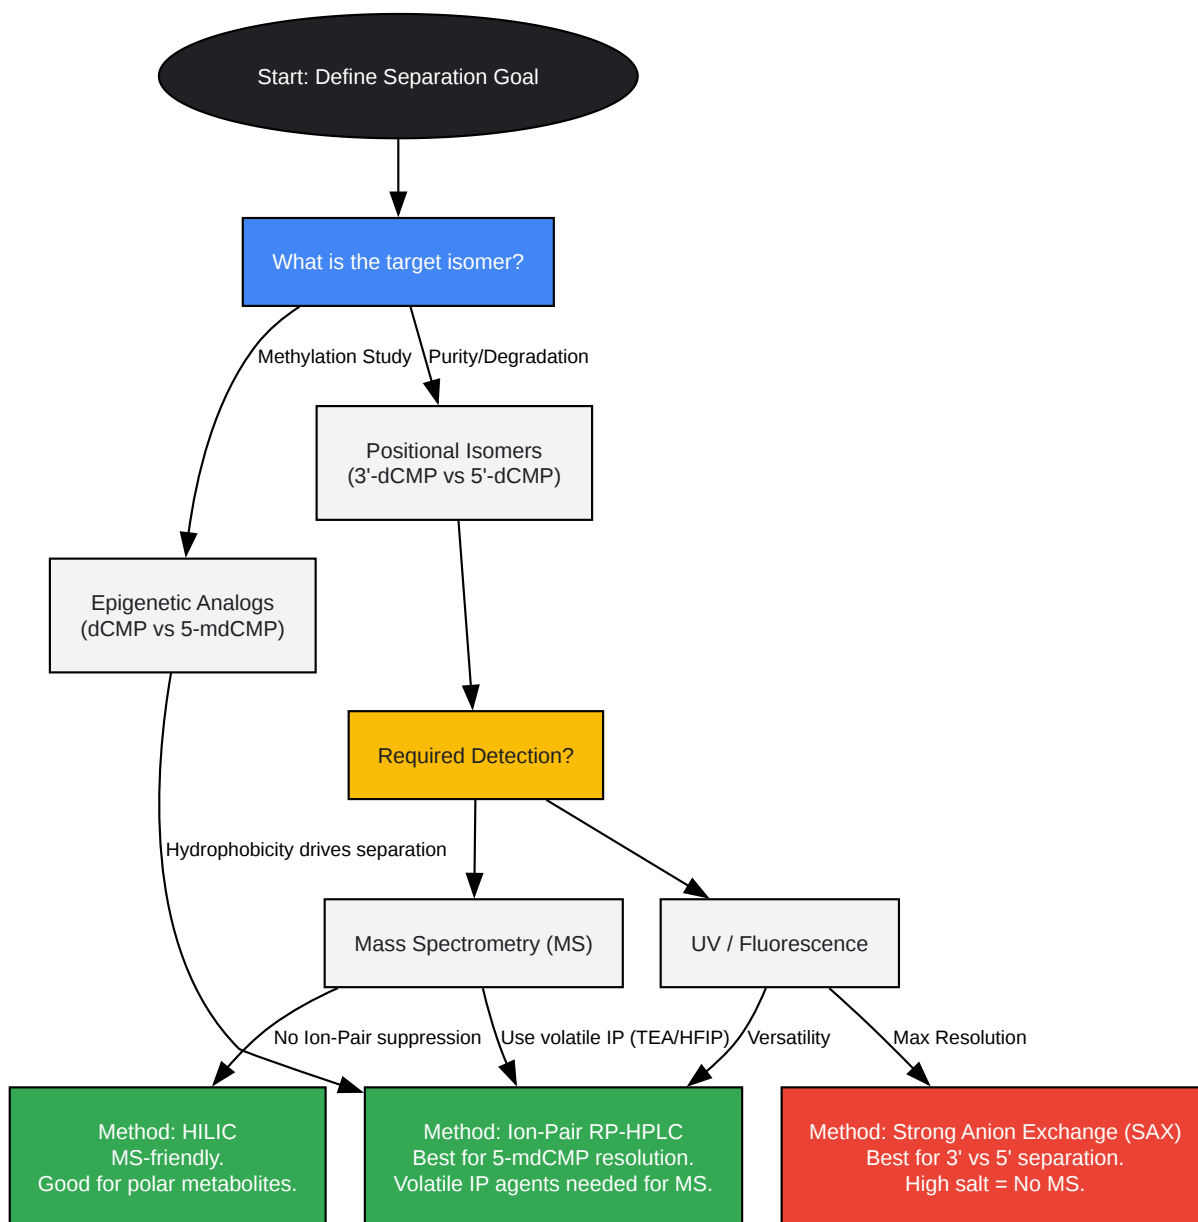 Start: Define Separation Goal
What is the target isomer?
Methylation Study
Purity/Degradation
Positional Isomers
(3'-dCMP vs 5'-dCMP)
Epigenetic Analogs
(dCMP vs 5-mdCMP)
Required Detection?
Hydrophobicity drives separation
Mass Spectrometry (MS)
UV / Fluorescence
No Ion-Pair suppression
Use volatile IP (TEA/HFIP)
Versatility
Max Resolution
Method: HILIC
MS-friendly.
Good for polar metabolites.
Method: Ion-Pair RP-HPLC
Best for 5-mdCMP resolution.
Volatile IP agents needed for MS.
Method: Strong Anion Exchange (SAX)
Best for 3' vs 5' separation.
High salt = No MS.